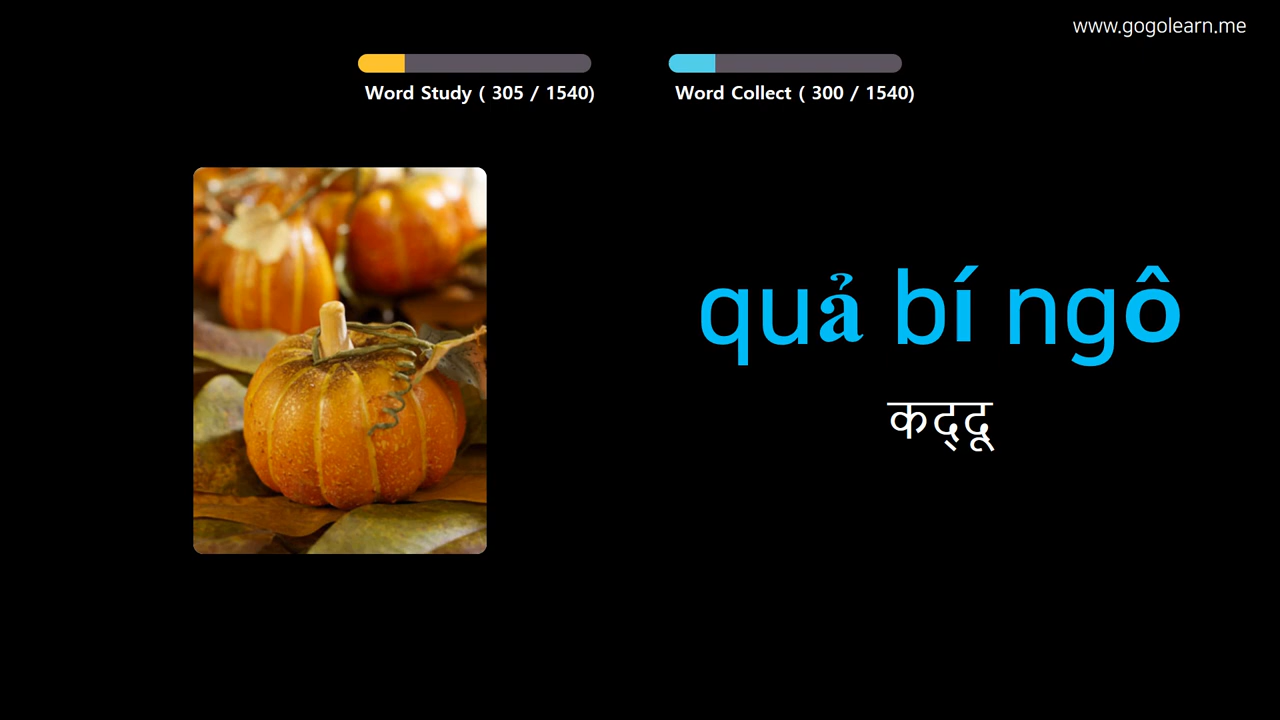 www.gogolearn.me
Word Study ( 305 / 1540)
Word Collect ( 300 / 1540)
quả bí ngô
कद्दू